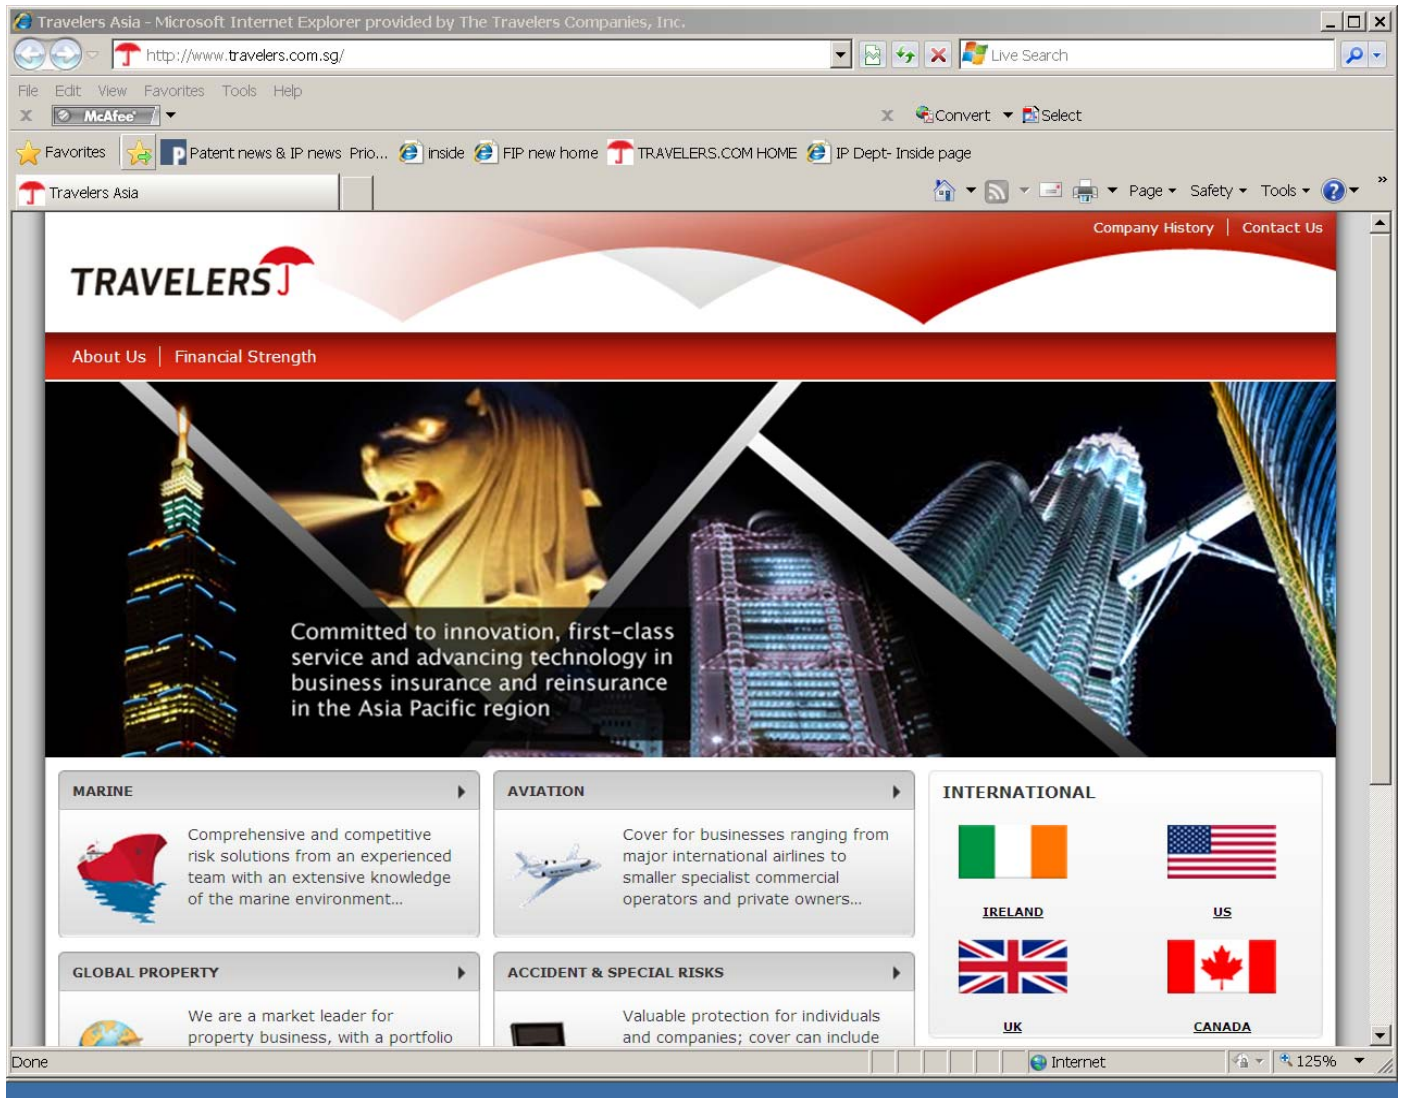 Travelers Asia - Microsoft Internet Explorer provided by The Travelers Companies, Inc.
http://www.travelers.com.sg/
Live Search
File Edit View Favorites Tools Help
X McAfee X Convert Select
Favorites Patent news & IP news Prio... inside FIP new home TRAVELERS.COM HOME IP Dept- Inside page
Travelers Asia
Page Safety Tools
Company History | Contact Us
TRAVELERS
About Us | Financial Strength
Committed to innovation, first-class
service and advancing technology in
business insurance and reinsurance
in the Asia Pacific region
MARINE
Comprehensive and competitive
risk solutions from an experienced
team with an extensive knowledge
of the marine environment...
AVIATION
Cover for businesses ranging from
major international airlines to
smaller specialist commercial
operators and private owners...
INTERNATIONAL
IRELAND
US
UK
CANADA
GLOBAL PROPERTY
We are a market leader for
property business, with a portfolio
ACCIDENT & SPECIAL RISKS
Valuable protection for individuals
and companies; cover can include
Done
Internet
125%